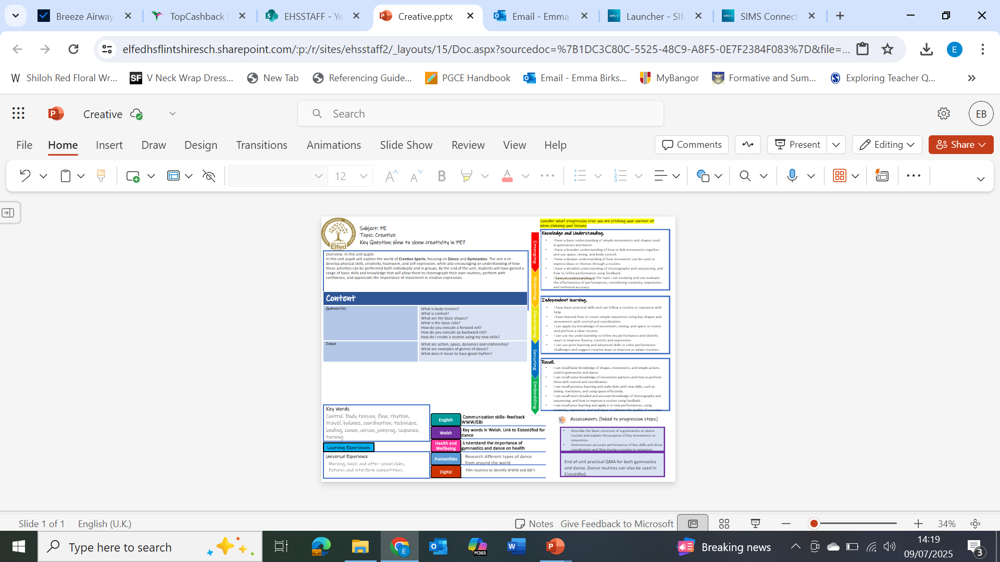 Breeze Airway
TopCashback |
EHSSTAFF - Ye
Creative.pptx
Email - Emma
Launcher - SIM
SIMS Connect
elfedhsflintshiresch.sharepoint.com/:p:/r/sites/ehsstaff2/_layouts/15/Doc.aspx?sourcedoc=%7B1DC3C80C-5525-48C9-A8F5-0E7F2384F083%7D&file=...
E
W Shiloh Red Floral Wr...
SF V Neck Wrap Dress...
New Tab
Referencing Guide...
PGCE Handbook
Email - Emma Birks...
MyBangor
Formative and Sum...
Exploring Teacher Q...
Creative
Search
EB
File Home Insert Draw Design Transitions Animations Slide Show Review View Help
Comments
Present
Editing
Share
12
Elfed
Subject: PE
Topic: Creative
Key Question: How to show creativity in PE?
Overview: In this unit pupils
In this unit pupils will explore the world of Creative Sports, focusing on Dance and Gymnastics. The aim is to
develop physical skills, creativity, teamwork, and self expression, while also encouraging an understanding of how
these activities can be performed both individually and in groups. By the end of the unit, students will have gained a
range of basic skills and knowledge that will allow them to choreograph their own routines, perform with
confidence, and appreciate the importance of movement in creative expression.
Content
Gymnastics
What is body tension?
What is control?
What are the basic shapes?
What is the basic rolls?
How do you execute a forward roll?
How do you execute aa backward roll?
How do I create a routine using my new skills?
Dance
What are action, space, dynamics and relationship?
What are examples of genres of dance?
What does it mean to have good rhythm?
Key Words
Control. Body tension, flow, rhythm,
travel, balance, coordination, technique,
landing, canon, unison, jumping, sequence,
turning
Learning Experiences
Universal Experience
Morning, lunch and after school clubs,
fixtures and interform competitions.
English
Communication skills- feedback
WWW/EBI
Welsh
Key words in Welsh. Link to Eisteddfod for
dance
Health and
Wellbeing
Understand the importance of
gymnastics and dance on health
Humanities
Research different types of dance
from around the world
Digital
Film routines to identify WWW and EBI's
Emerging
Widening
Developing
Securing
Embedding
Consider what progression step you are pitching your content at
when planning your lessons
Knowledge and Understanding.
I have a basic understanding of simple movements and shapes used
in gymnastics and dance.
I have a broader understanding of how to link movements together
and use space, timing, and body control.
I have a deeper understanding of how movement can be used to
express ideas or themes through a routine.
I have a detailed understanding of choreography and sequencing, and
how to refine performance using feedback.
I have an understanding of the topic I am studying and can evaluate
the effectiveness of performances, considering creativity, expression,
and technical accuracy.
Independent learning.
I have basic practical skills and can follow a routine or sequence with
help.
I have learned how to create simple sequences using key shapes and
movements with control and coordination.
I can apply my knowledge of movement, timing, and space to create
and perform a clear routine.
I can use my understanding to refine my performance and identify
ways to improve fluency, control, and expression.
I can use prior learning and advanced skills to solve performance
challenges and suggest creative ways to improve or adapt routines.
Recall.
I can recall basic knowledge of shapes, movements, and simple actions
used in gymnastics and dance.
I can recall some knowledge of movement patterns and how to perform
them with control and coordination.
I can recall previous learning and make links with new skills, such as
timing, transitions, and using space effectively.
I can recall more detailed and accurate knowledge of choreography and
sequencing, and how to improve a routine using feedback.
I can recall prior learning and apply it to new performances, using
creativity, expression, and technique to enhance the quality of a routine.
Assessments (linked to progression steps)
Describe the basic structure of a gymnastics or dance
routine and explain the purpose of key movements or
sequences.
Demonstrate accurate performance of key skills and show
coordination and flow during a routine or sequence.
End of unit practical QMA for both gymnastics
and dance. Dance routines can also be used in
Eisteddfod.
Slide 1 of 1
English (U.K.)
Notes
Give Feedback to Microsoft
34%
Type here to search
M365
Breaking news
14:19
09/07/2025
3